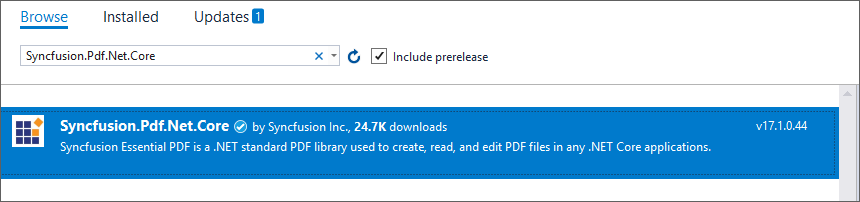 Browse Installed Updates 1
Syncfusion.Pdf.Net.Core Include prerelease
Syncfusion.Pdf.Net.Core by Syncfusion Inc., 24.7K downloads v17.1.0.44
Syncfusion Essential PDF is a .NET standard PDF library used to create, read, and edit PDF files in any .NET Core applications.